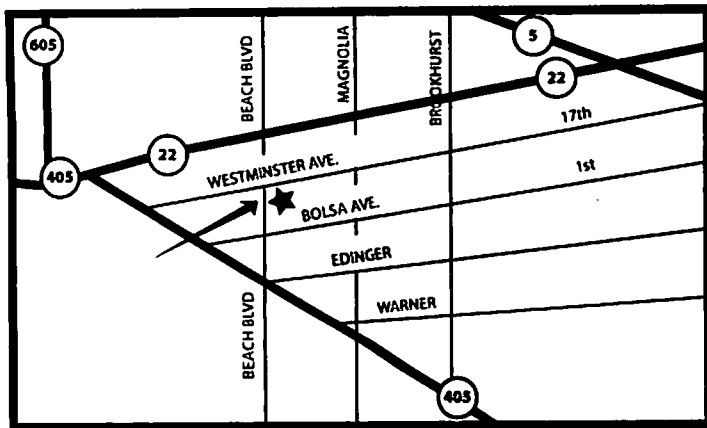 605
5
BEACH BLVD
MAGNOLIA
BROOKHURST
22
22
17th
405
WESTMINSTER AVE.
1st
BOLSA AVE.
EDINGER
WARNER
BEACH BLVD
405